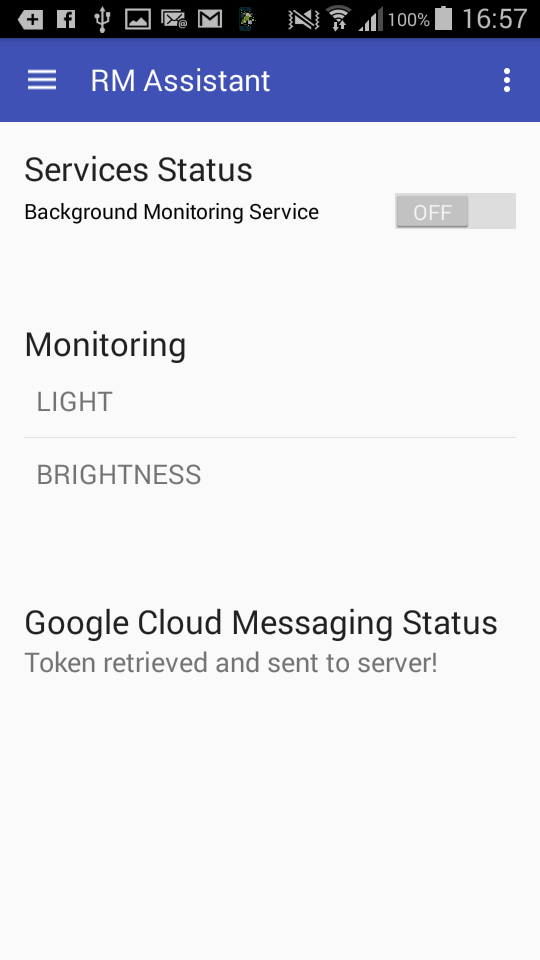 100% 16:57
RM Assistant
Services Status
Background Monitoring Service OFF
Monitoring
LIGHT
BRIGHTNESS
Google Cloud Messaging Status
Token retrieved and sent to server!